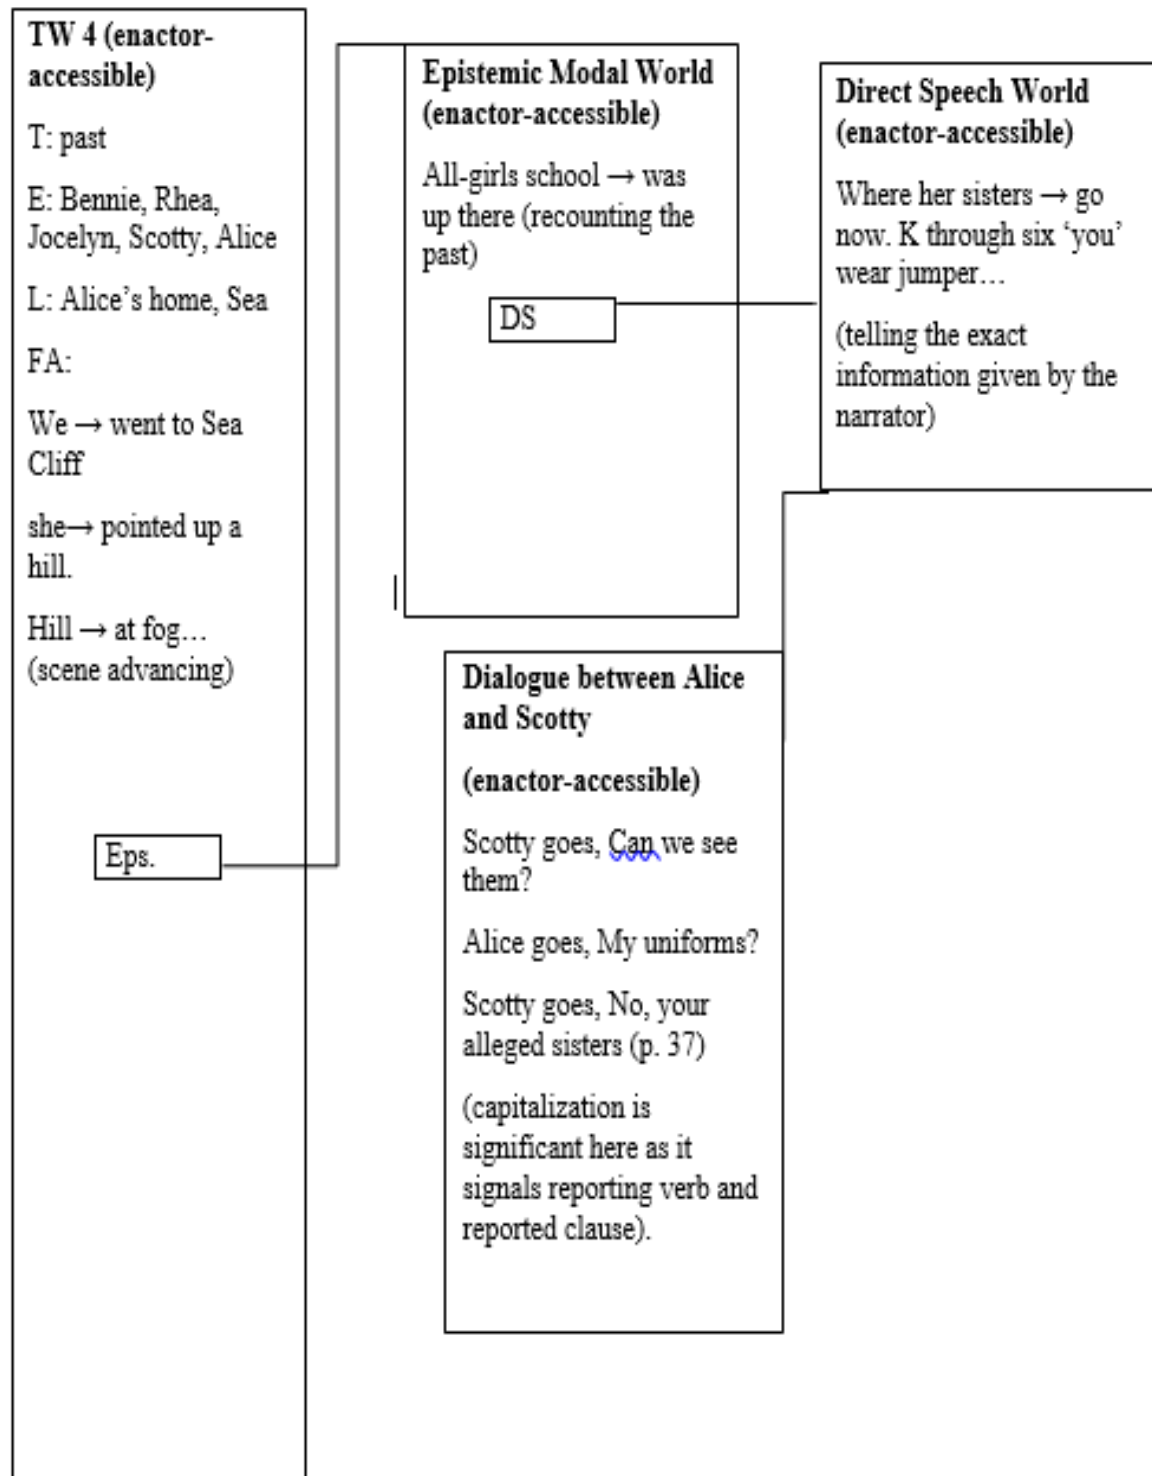 TW 4 (enactor-
accessible)
T: past
E: Bennie, Rhea,
Jocelyn, Scotty, Alice
L: Alice’s home, Sea
FA:
We → went to Sea
Cliff
she→ pointed up a
hill.
Hill → at fog…
(scene advancing)
Eps.
Epistemic Modal World
(enactor-accessible)
All-girls school → was
up there (recounting the
past)
DS
Direct Speech World
(enactor-accessible)
Where her sisters → go
now. K through six ‘you’
wear jumper…
(telling the exact
information given by the
narrator)
Dialogue between Alice
and Scotty
(enactor-accessible)
Scotty goes, Can we see
them?
Alice goes, My uniforms?
Scotty goes, No, your
alleged sisters (p. 37)
(capitalization is
significant here as it
signals reporting verb and
reported clause).